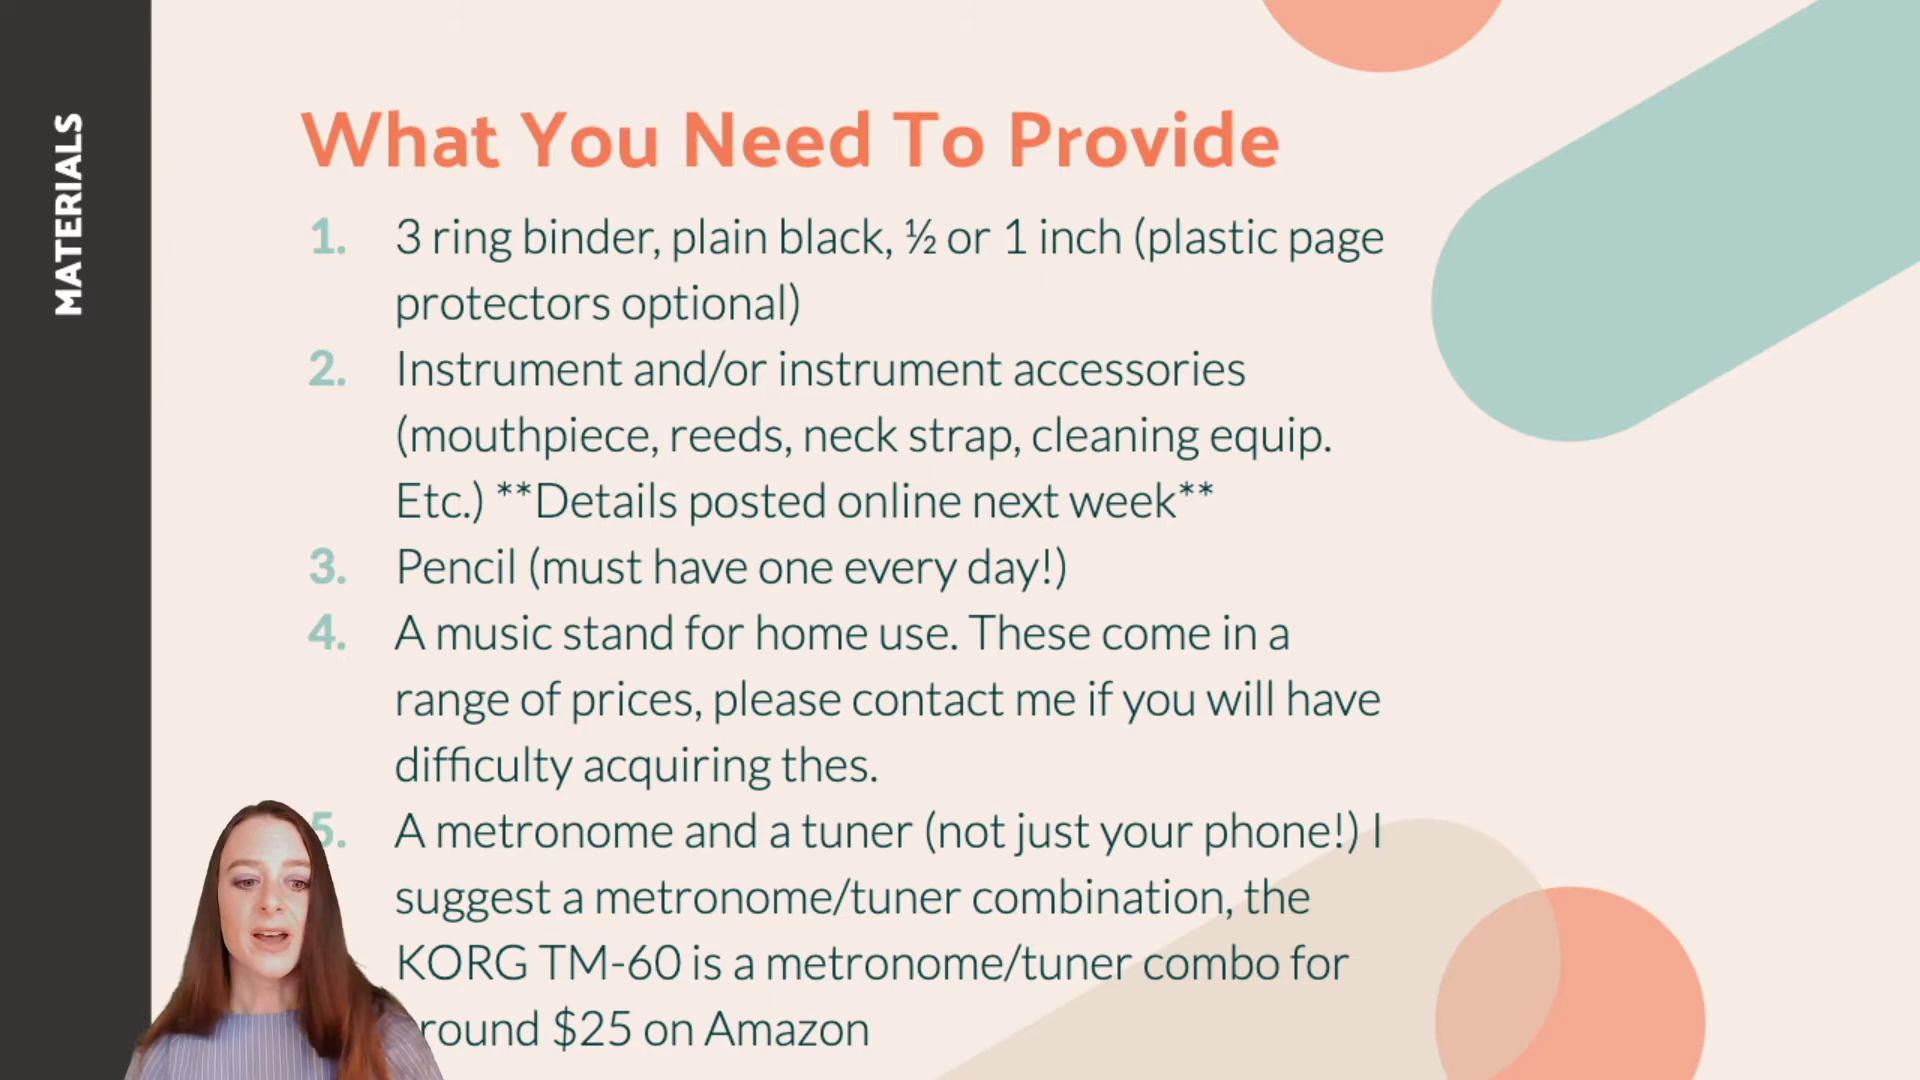 MATERIALS
What You Need To Provide
1. 3 ring binder, plain black, ½ or 1 inch (plastic page
protectors optional)
2. Instrument and/or instrument accessories
(mouthpiece, reeds, neck strap, cleaning equip.
Etc.) **Details posted online next week**
3. Pencil (must have one every day!)
4. A music stand for home use. These come in a
range of prices, please contact me if you will have
difficulty acquiring thes.
5. A metronome and a tuner (not just your phone!) I
suggest a metronome/tuner combination, the
KORG TM-60 is a metronome/tuner combo for
round $25 on Amazon